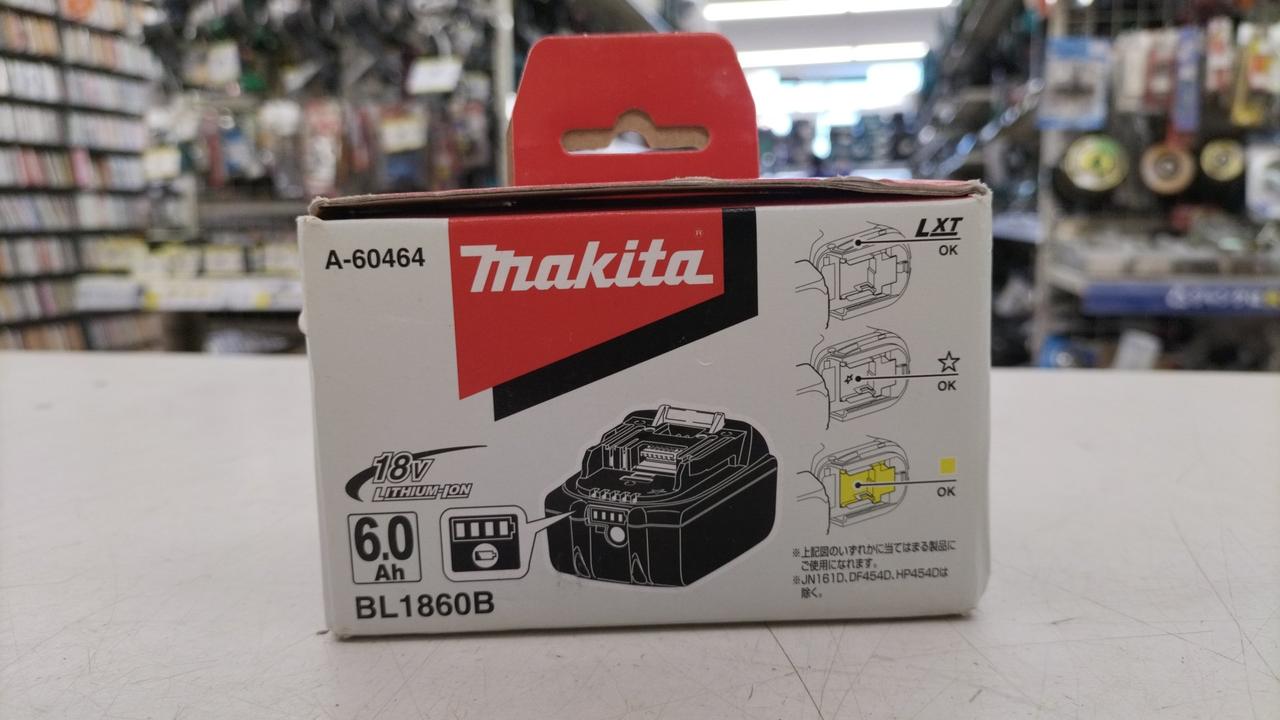 A-60464
makita®
LXT
OK
☆
OK
OK
18V
LITHIUM-ION
6.0
Ah
BL1860B
※上記図のいずれかに当てはまる製品に
ご使用になれます。
※JN161D、DF454D、HP454Dは
除く。